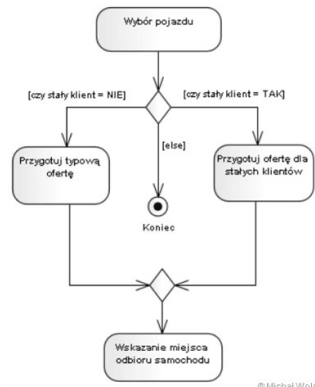 Wybór pojazdu
[czy stały klient = NIE]
[czy stały klient = TAK]
[else]
Przygotuj typową
ofertę
Przygotuj ofertę dla
stałych klientów
Koniec
Wskazanie miejsca
odbioru samochodu
© Michał